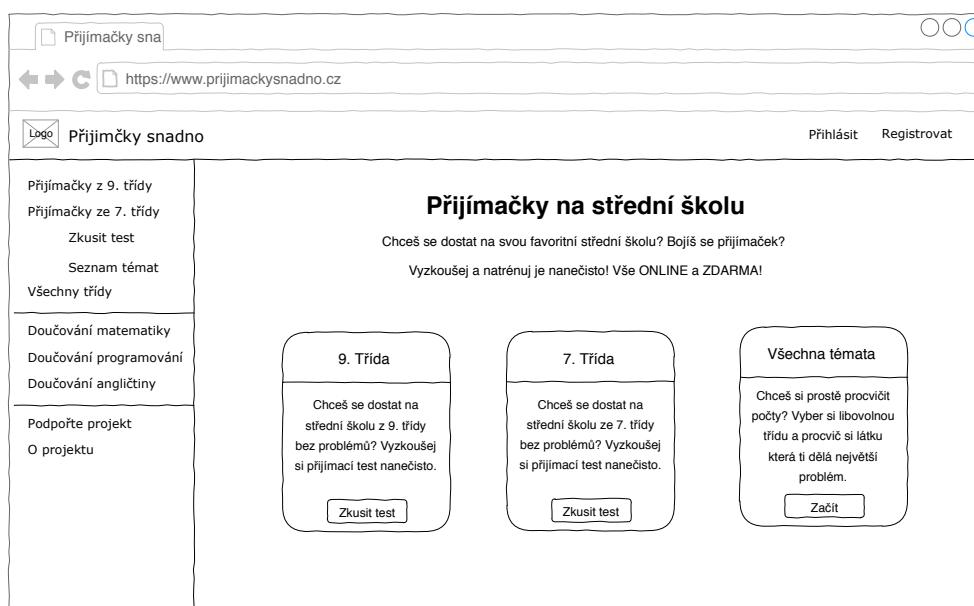 Přijímačky sna
https://www.prijimackysnadno.cz
Logo
Přijimčky snadno
Přihlásit
Registrovat
Přijímačky z 9. třídy
Přijímačky ze 7. třídy
Zkusit test
Seznam témat
Všechny třídy
Doučování matematiky
Doučování programování
Doučování angličtiny
Podpořte projekt
O projektu
Přijímačky na střední školu
Chceš se dostat na svou favoritní střední školu? Bojíš se přijímaček?
Vyzkoušej a natrénuj je nanečisto! Vše ONLINE a ZDARMA!
9. Třída
Chceš se dostat na
střední školu z 9. třídy
bez problémů? Vyzkoušej
si přijímací test nanečisto.
Zkusit test
7. Třída
Chceš se dostat na
střední školu ze 7. třídy
bez problémů? Vyzkoušej
si přijímací test nanečisto.
Zkusit test
Všechna témata
Chceš si prostě procvičit
počty? Vyber si libovolnou
třídu a procvič si látku
která ti dělá největší
problém.
Začít